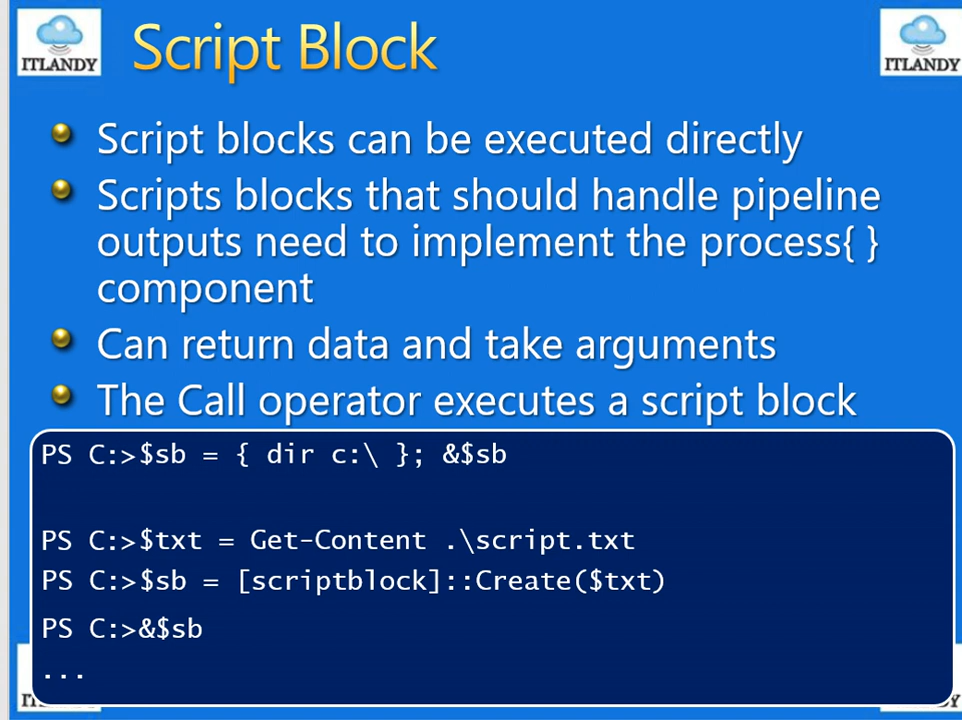 ITLANDY
Script Block
ITLANDY
Script blocks can be executed directly
Scripts blocks that should handle pipeline
outputs need to implement the process{ }
component
Can return data and take arguments
The Call operator executes a script block
PS C:>$sb = { dir c:\ }; &$sb
PS C:>$txt = Get-Content .\script.txt
PS C:>$sb = [scriptblock]::Create($txt)
PS C:>&$sb
...